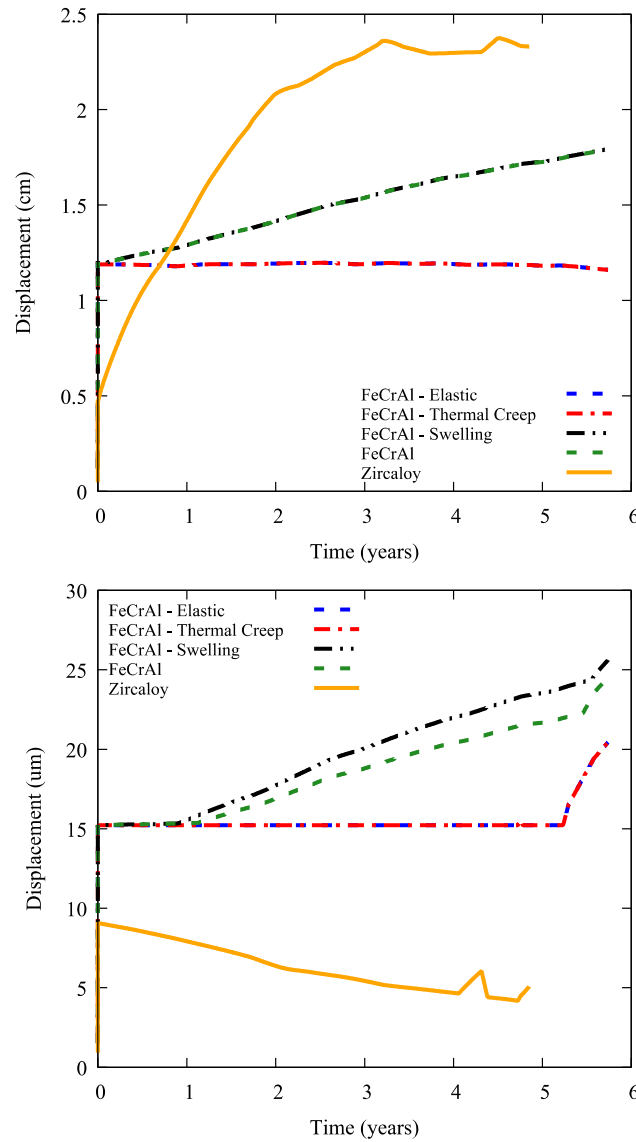 2.5
2
1.5
1
0.5
0
Displacement (cm)
FeCrAl - Elastic
FeCrAl - Thermal Creep
FeCrAl - Swelling
FeCrAl
Zircaloy
0 1 2 3 4 5 6
Time (years)
30
25
20
15
10
5
0
Displacement (um)
FeCrAl - Elastic
FeCrAl - Thermal Creep
FeCrAl - Swelling
FeCrAl
Zircaloy
0 1 2 3 4 5 6
Time (years)